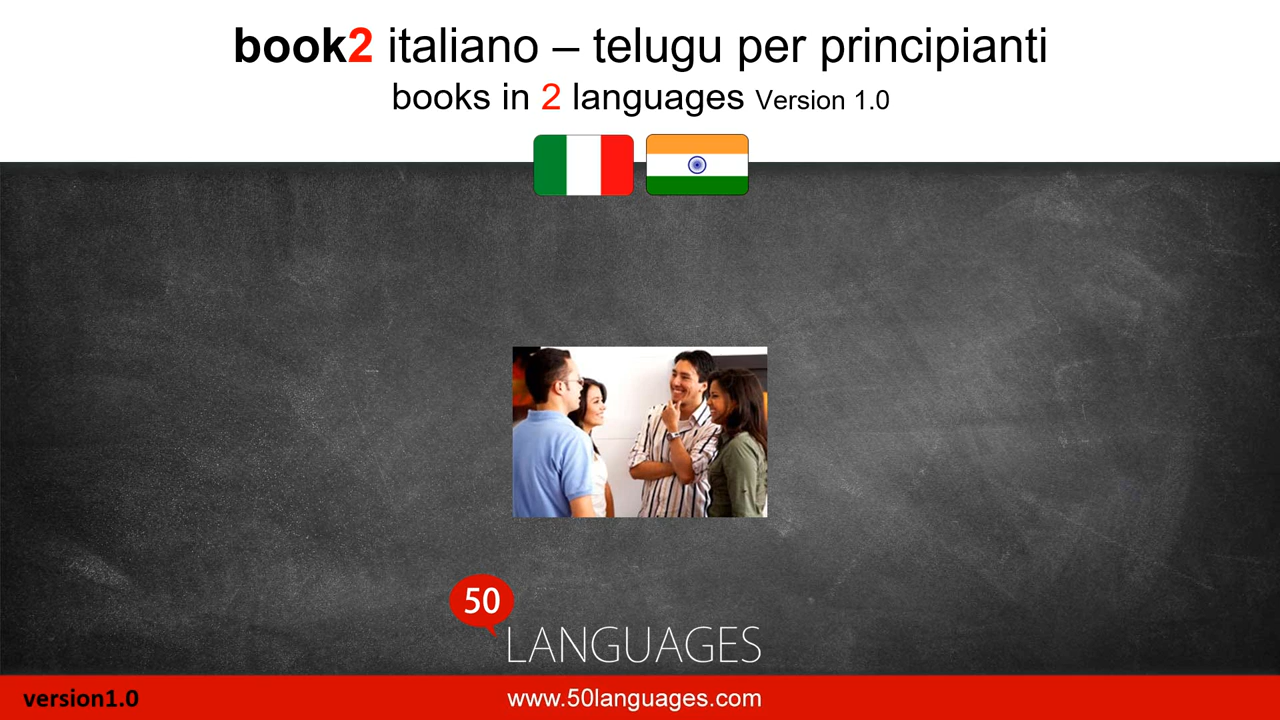 book2 italiano – telugu per principianti
books in 2 languages Version 1.0
50
LANGUAGES
version1.0
www.50languages.com